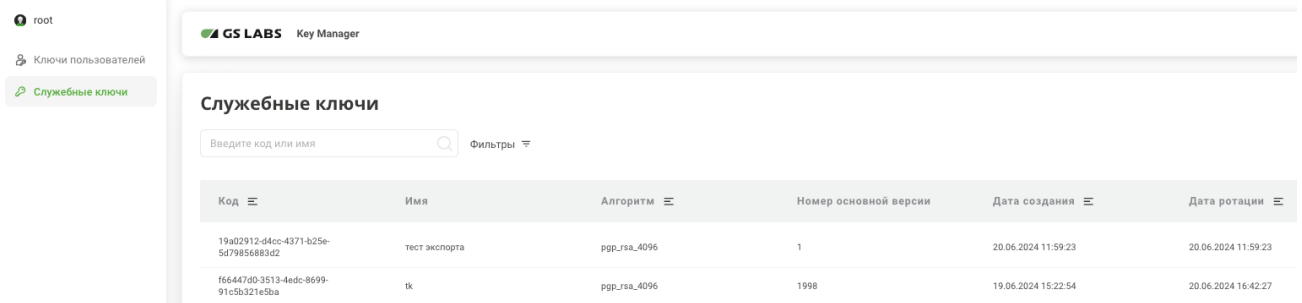 root
GS LABS Key Manager
Ключи пользователей
Служебные ключи
Служебные ключи
Введите код или имя
Фильтры
Код Имя Алгоритм Номер основной версии Дата создания Дата ротации
19a02912-d4cc-4371-b25e-
5d79856883d2
тест экспорта pgp_rsa_4096 1 20.06.2024 11:59:23 20.06.2024 11:59:23
f66447d0-3513-4edc-8699-
91c5b321e5ba
tk pgp_rsa_4096 1998 19.06.2024 15:22:54 20.06.2024 16:42:27